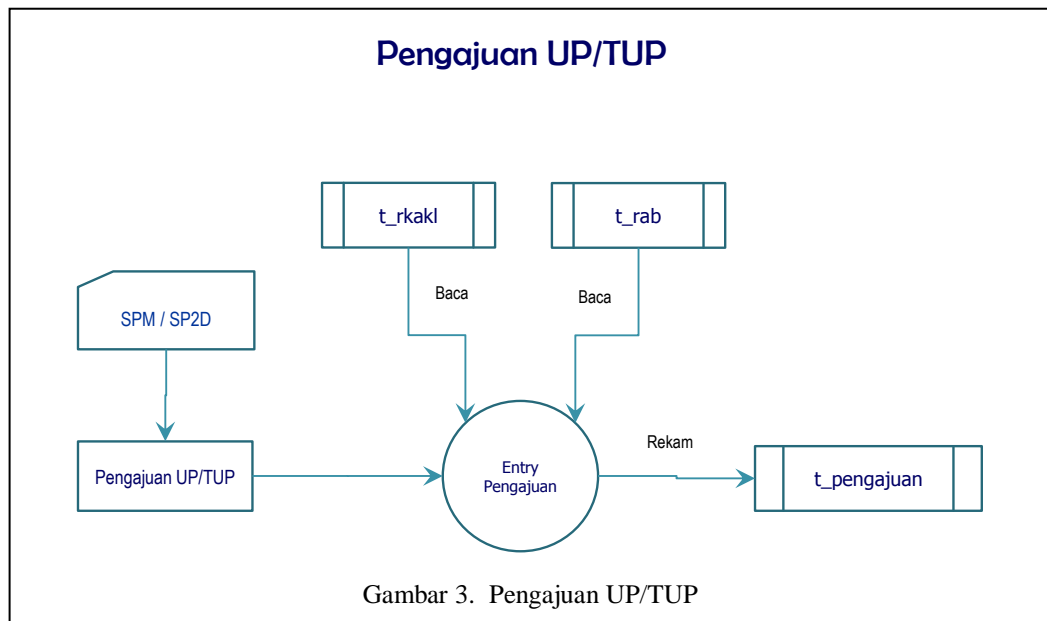 Pengajuan UP/TUP
t_rkakl
t_rab
Baca
Baca
SPM / SP2D
Rekam
Pengajuan UP/TUP
Entry
Pengajuan
t_pengajuan
Gambar 3. Pengajuan UP/TUP